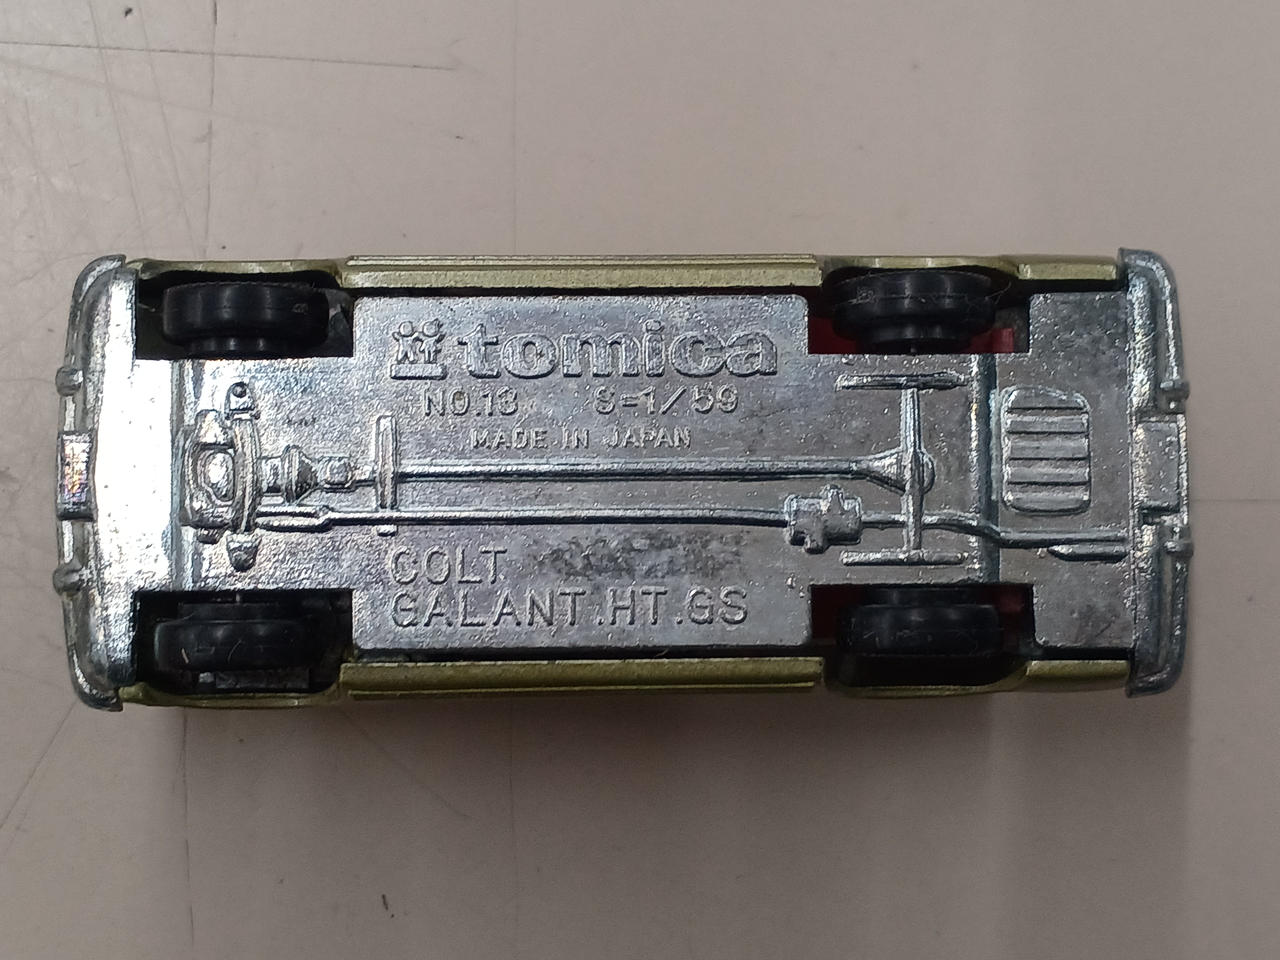 tomica
NO.13 S=1/59
MADE IN JAPAN
COLT
GALANT.HT.GS